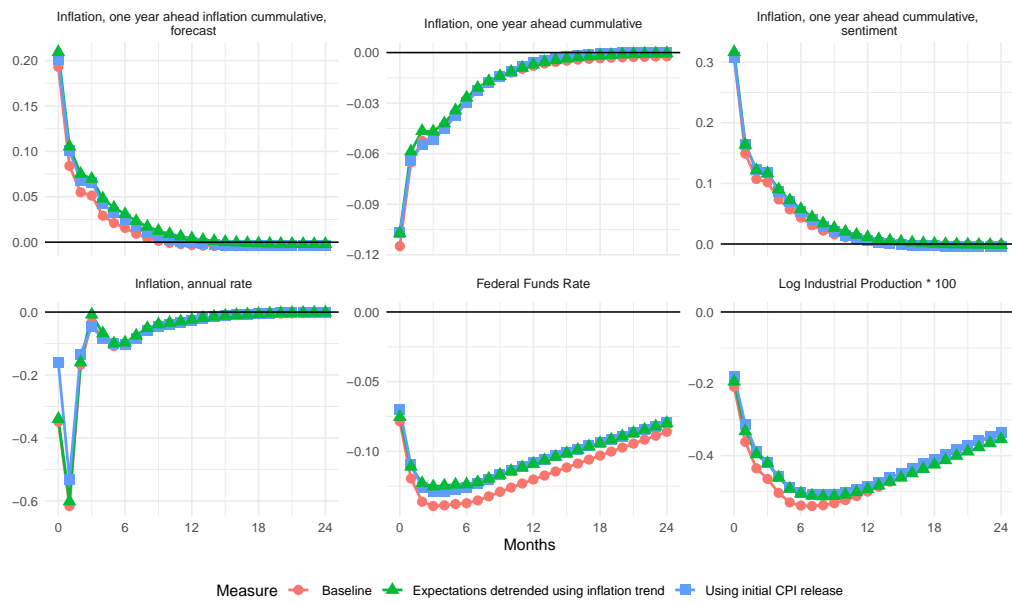 Inflation, one year ahead inflation cummulative,
forecast
Inflation, one year ahead cummulative
Inflation, one year ahead cummulative,
sentiment
0.20
0.15
0.10
0.05
0.00
0.00
−0.03
−0.06
−0.09
−0.12
0.3
0.2
0.1
0.0
Inflation, annual rate
Federal Funds Rate
Log Industrial Production * 100
0.0
−0.2
−0.4
−0.6
0.00
−0.05
−0.10
0.0
−0.2
−0.4
0 6 12 18 24
0 6 12 18 24
0 6 12 18 24
Months
Measure Baseline Expectations detrended using inflation trend Using initial CPI release